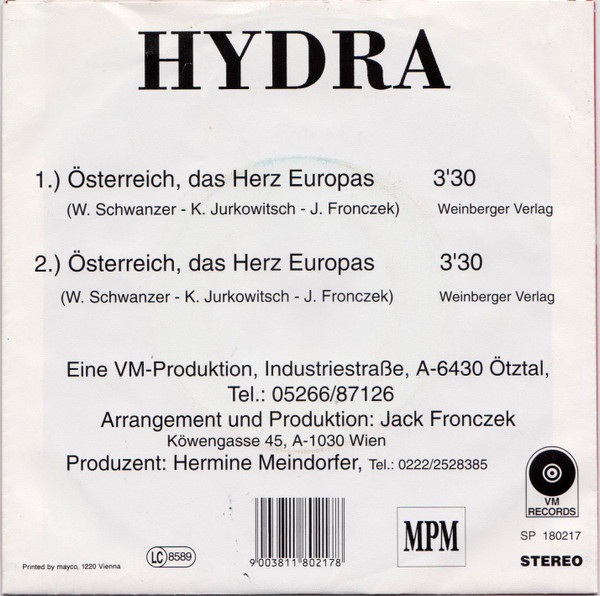 HYDRA
1.) Österreich, das Herz Europas 3'30
(W. Schwanzer - K. Jurkowitsch - J. Fronczek) Weinberger Verlag
2.) Österreich, das Herz Europas 3'30
(W. Schwanzer - K. Jurkowitsch - J. Fronczek) Weinberger Verlag
Eine VM-Produktion, Industriestraße, A-6430 Ötztal,
Tel.: 05266/87126
Arrangement und Produktion: Jack Fronczek
Köwengasse 45, A-1030 Wien
Produzent: Hermine Meindorfer, Tel.: 0222/2528385
VM
RECORDS
SP 180217
STEREO
MPM
9 003811 802178
LC 8589
Printed by mayco, 1220 Vienna